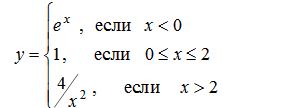 y = { e^x , если x < 0
1, если 0 ≤ x ≤ 2
4/x^2 , если x > 2